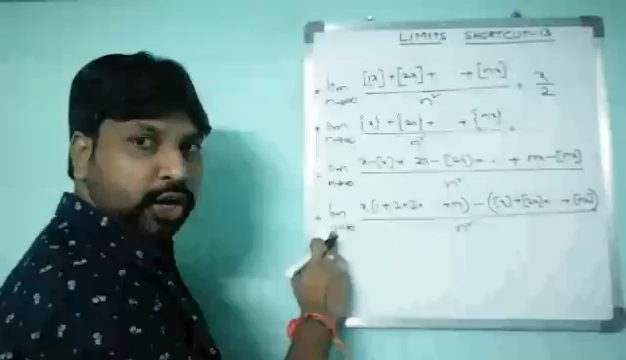 LIMITS SHORTCUT-13
* lim n→∞ [1x]+[2x]+ +[nx] / n² = x/2
* lim n→∞ {x}+{2x}+ +{nx} / n² =
= lim n→∞ x-[x]+2x-[2x]+ .. + nx-[nx] / n²
= lim n→∞ x(1+2+3+ +n) - ([x]+[2x]+ +[nx]) / n²